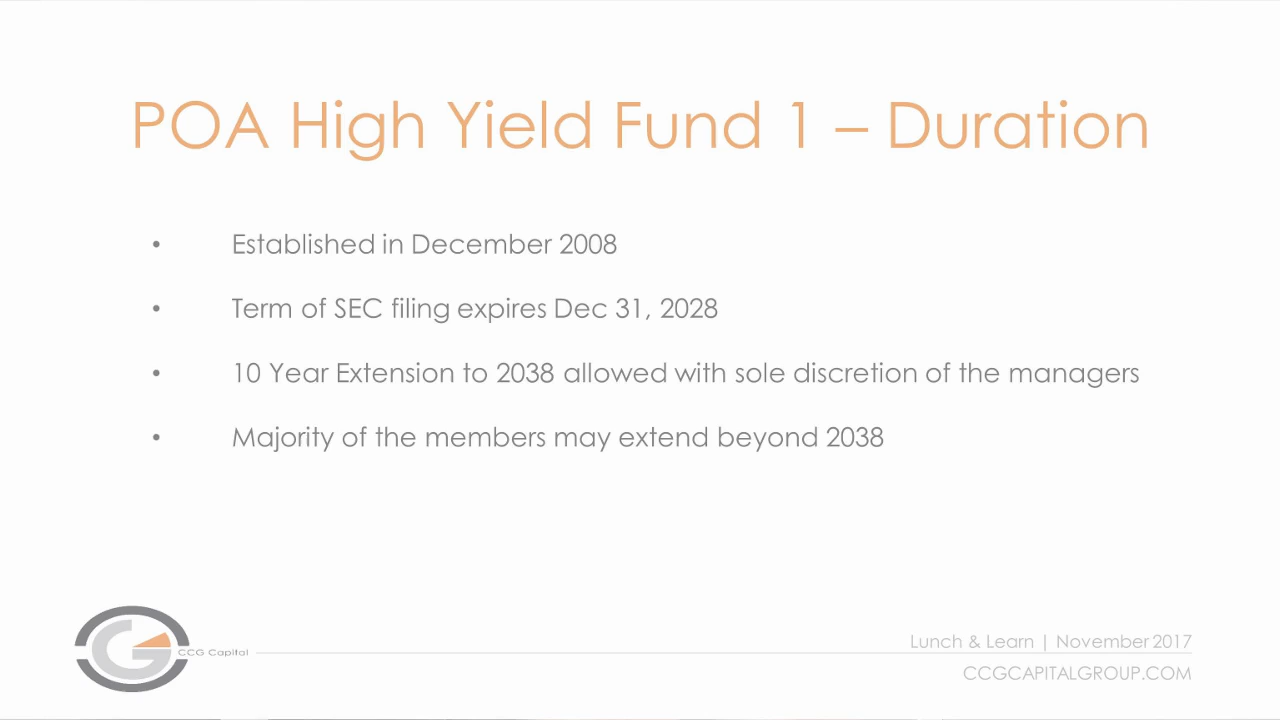 POA High Yield Fund 1 – Duration
• Established in December 2008
• Term of SEC filing expires Dec 31, 2028
• 10 Year Extension to 2038 allowed with sole discretion of the managers
• Majority of the members may extend beyond 2038
CCG Capital
Lunch & Learn | November 2017
CCGCAPITALGROUP.COM